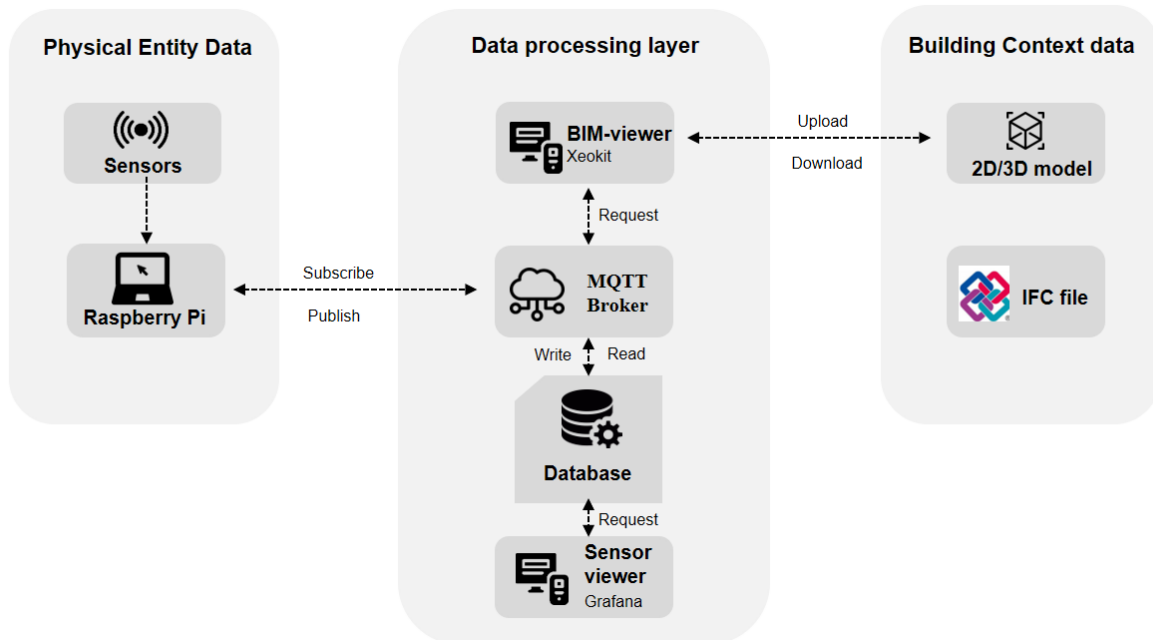 Physical Entity Data
Sensors
Raspberry Pi
Subscribe
Publish
Data processing layer
BIM-viewer
Xeokit
Request
MQTT
Broker
Write
Read
Database
Request
Sensor
viewer
Grafana
Upload
Download
Building Context data
2D/3D model
IFC file